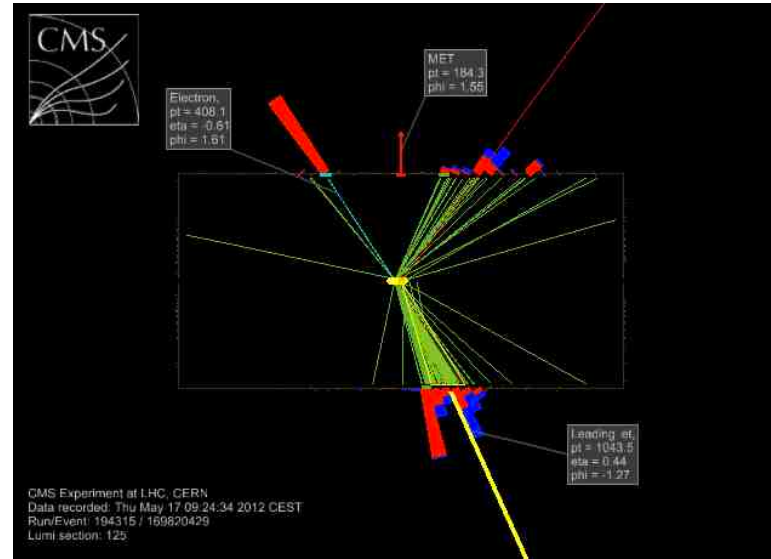 CMS
MET
pt = 184.3
phi = 1.55
Electron,
pt = 408.1
eta = -0.61
phi = 1.61
Leading et,
pt = 1043.5
eta = 0.44
phi = -1.27
CMS Experiment at LHC, CERN
Data recorded: Thu May 17 09:24:34 2012 CEST
Run/Event: 194315 / 169820429
Lumi section: 125